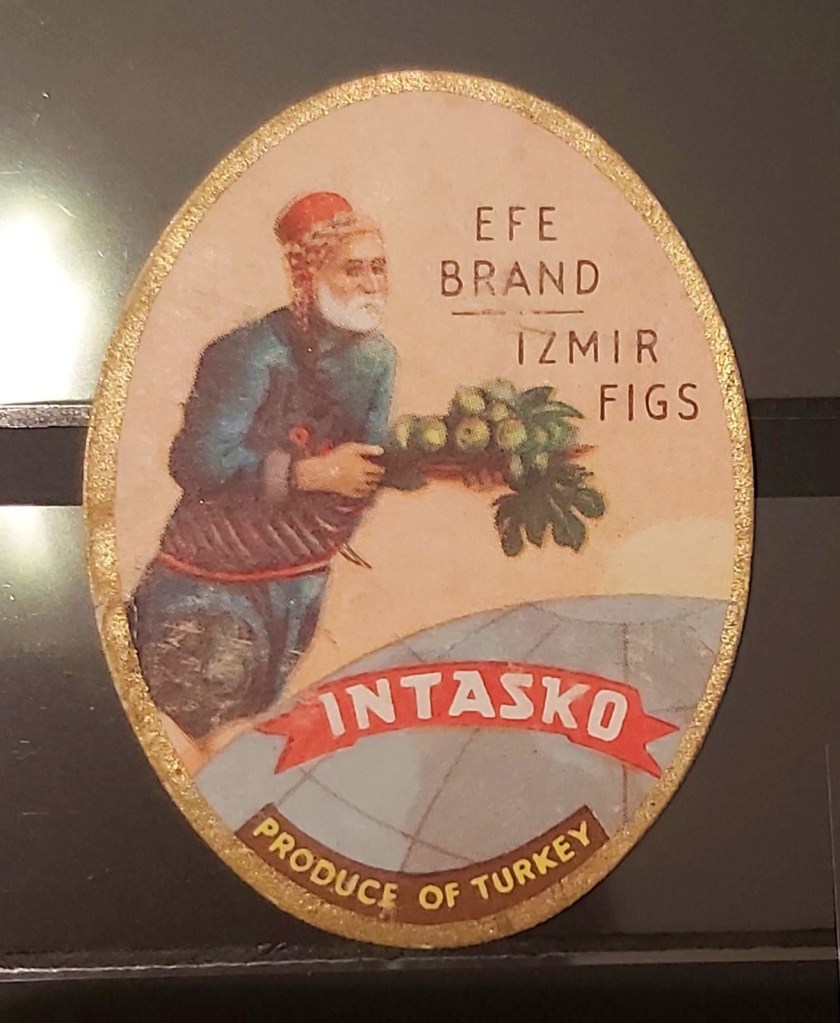 EFE
BRAND
IZMIR
FIGS
INTASKO
PRODUCE OF TURKEY